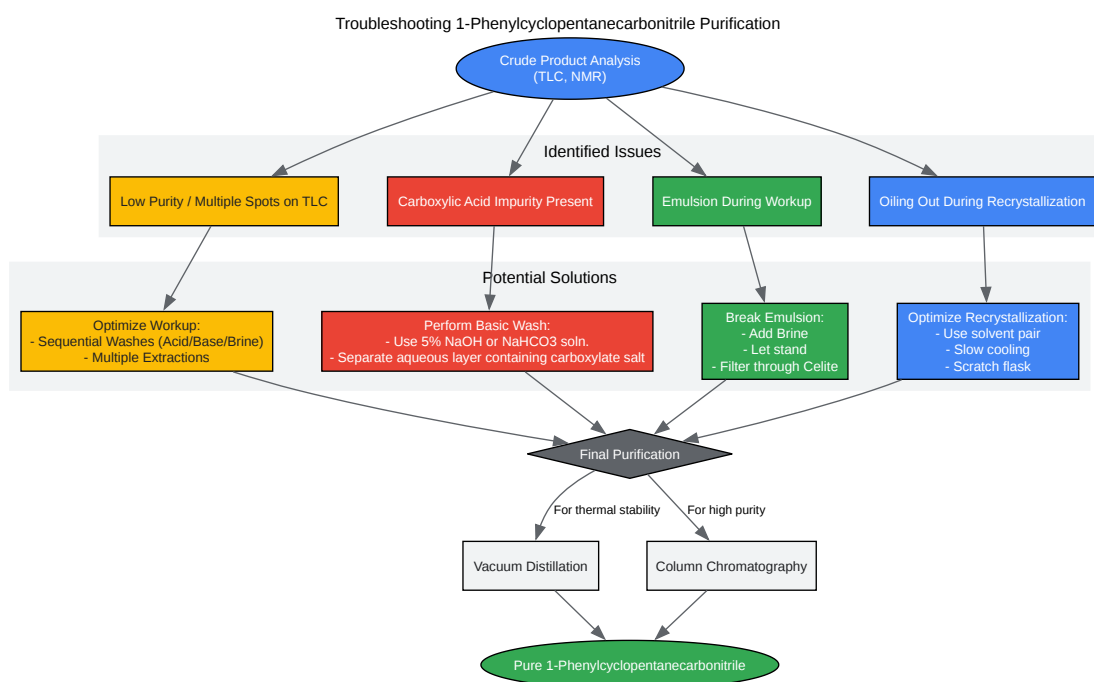 Troubleshooting 1-Phenylcyclopentanecarbonitrile Purification
Crude Product Analysis
(TLC, NMR)
Identified Issues
Low Purity / Multiple Spots on TLC
Carboxylic Acid Impurity Present
Emulsion During Workup
Oiling Out During Recrystallization
Potential Solutions
Optimize Workup:
- Sequential Washes (Acid/Base/Brine)
- Multiple Extractions
Perform Basic Wash:
- Use 5% NaOH or NaHCO3 soln.
- Separate aqueous layer containing carboxylate salt
Break Emulsion:
- Add Brine
- Let stand
- Filter through Celite
Optimize Recrystallization:
- Use solvent pair
- Slow cooling
- Scratch flask
Final Purification
For thermal stability
For high purity
Vacuum Distillation
Column Chromatography
Pure 1-Phenylcyclopentanecarbonitrile